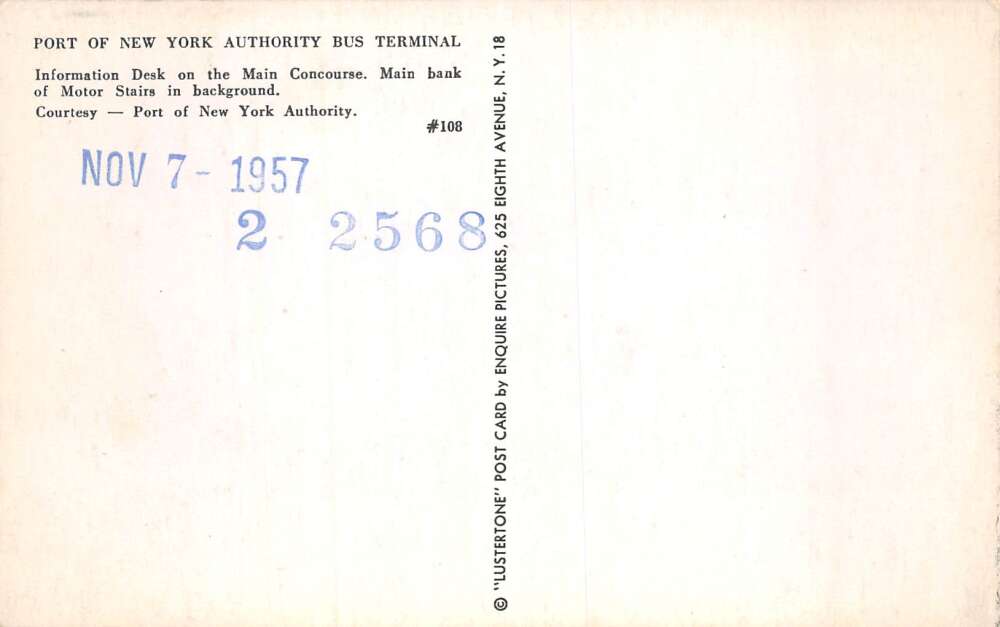 PORT OF NEW YORK AUTHORITY BUS TERMINAL
Information Desk on the Main Concourse. Main bank
of Motor Stairs in background.
Courtesy — Port of New York Authority.
#108
NOV 7- 1957
2 2568
© "LUSTERTONE" POST CARD by ENQUIRE PICTURES, 625 EIGHTH AVENUE, N. Y. 18